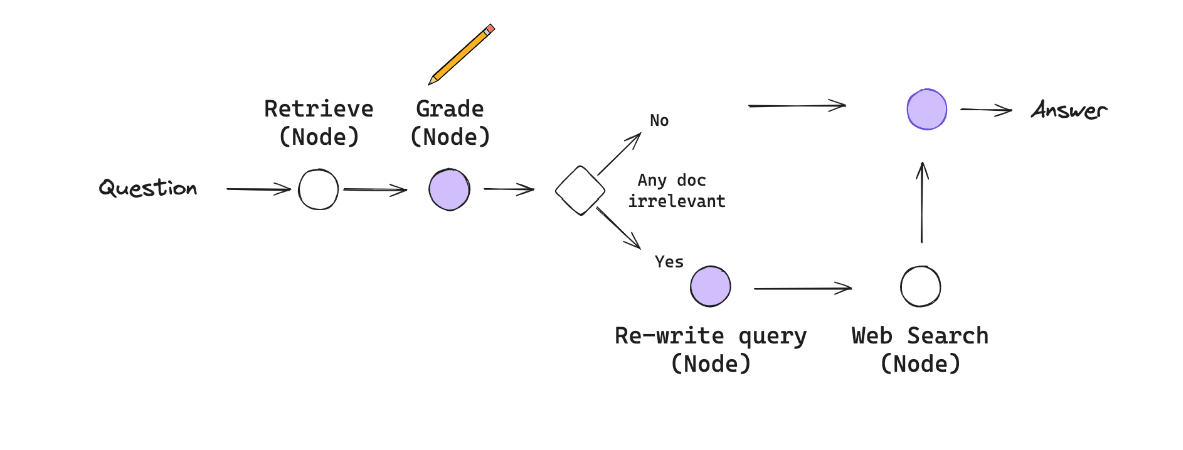 Retrieve
(Node)
Grade
(Node)
Question
No
Any doc
irrelevant
Yes
Answer
Re-write query
(Node)
Web Search
(Node)